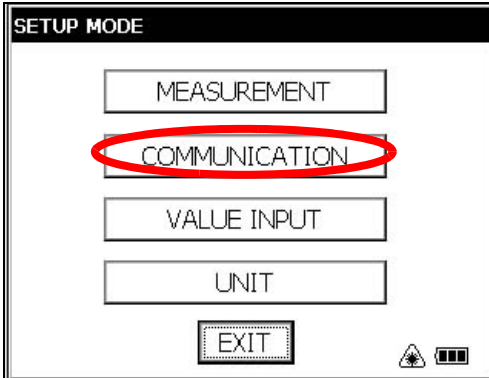 SETUP MODE
MEASUREMENT
COMMUNICATION
VALUE INPUT
UNIT
EXIT